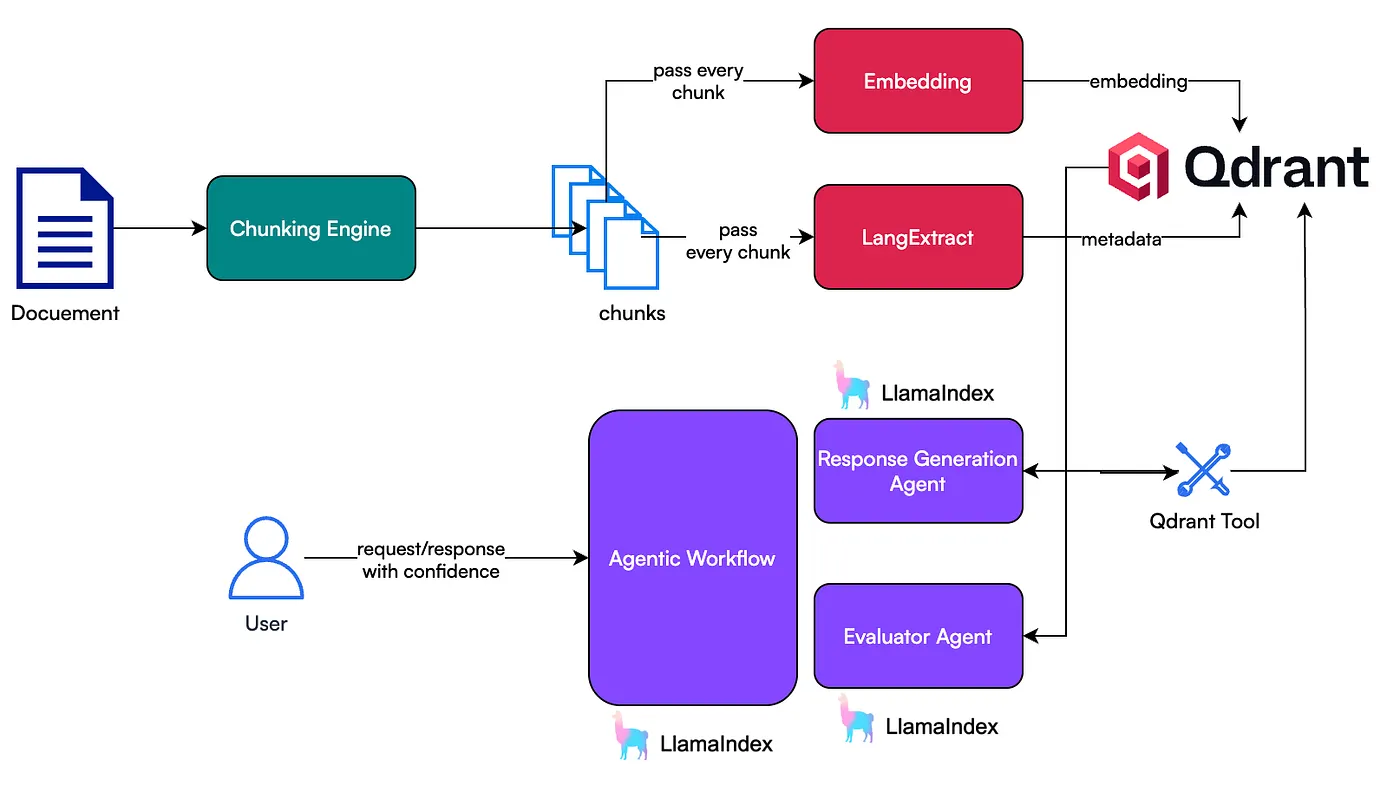 pass every
chunk
Embedding
embedding
Qdrant
Chunking Engine
pass
every chunk
LangExtract
metadata
Docuement
chunks
LlamaIndex
Response Generation
Agent
Qdrant Tool
request/response
with confidence
Agentic Workflow
User
Evaluator Agent
LlamaIndex
LlamaIndex